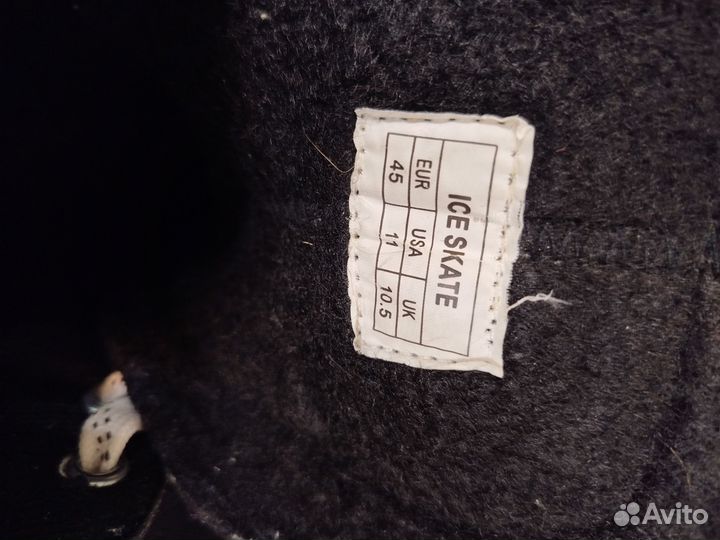 ICE SKATE
EUR USA UK
45 11 10.5
Avito